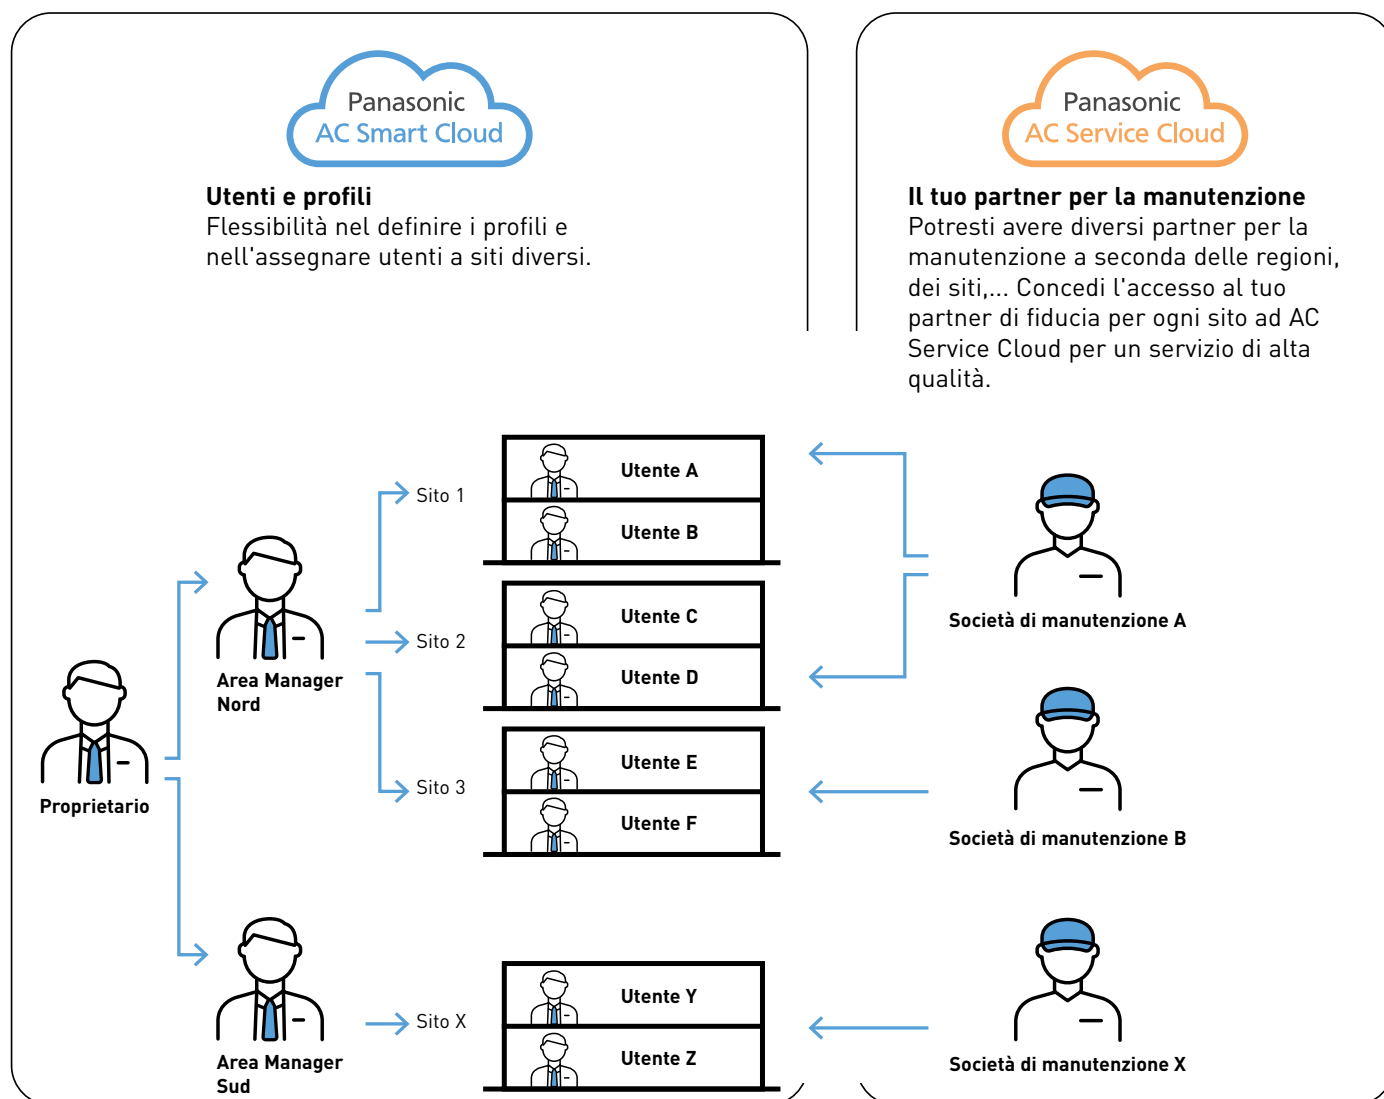 Panasonic
AC Smart Cloud
Utenti e profili
Flessibilità nel definire i profili e
nell'assegnare utenti a siti diversi.
Panasonic
AC Service Cloud
Il tuo partner per la manutenzione
Potresti avere diversi partner per la
manutenzione a seconda delle regioni,
dei siti,... Concedi l'accesso al tuo
partner di fiducia per ogni sito ad AC
Service Cloud per un servizio di alta
qualità.
Proprietario
Area Manager
Nord
Sito 1
Utente A
Utente B
Sito 2
Utente C
Utente D
Sito 3
Utente E
Utente F
Area Manager
Sud
Sito X
Utente Y
Utente Z
Società di manutenzione A
Società di manutenzione B
Società di manutenzione X